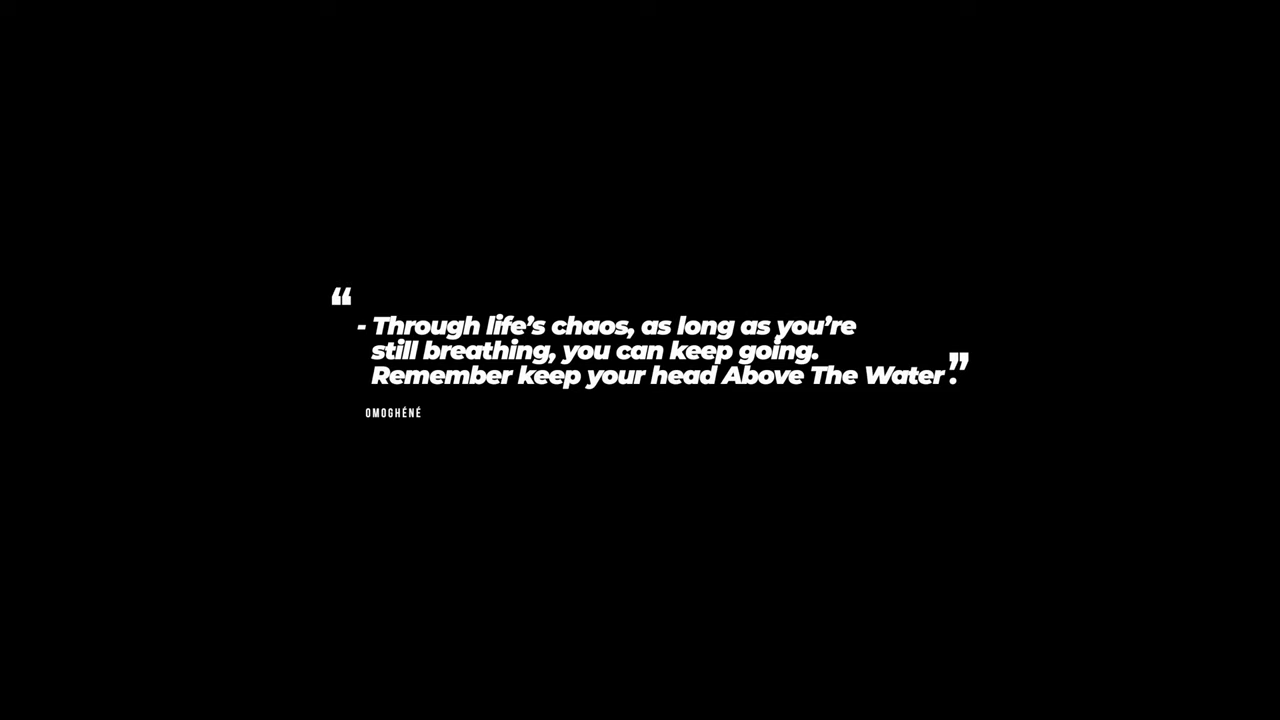 “
- Through life’s chaos, as long as you’re
still breathing, you can keep going.
Remember keep your head Above The Water .”
OMOGHÉNÉ